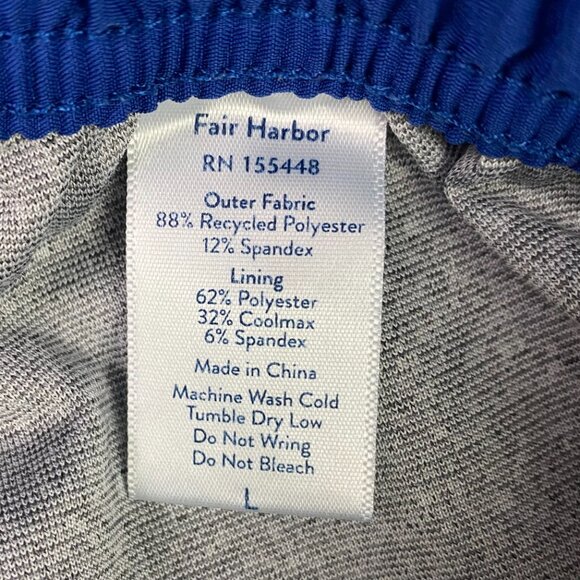 Fair Harbor
RN 155448
Outer Fabric
88% Recycled Polyester
12% Spandex
Lining
62% Polyester
32% Coolmax
6% Spandex
Made in China
Machine Wash Cold
Tumble Dry Low
Do Not Wring
Do Not Bleach
L